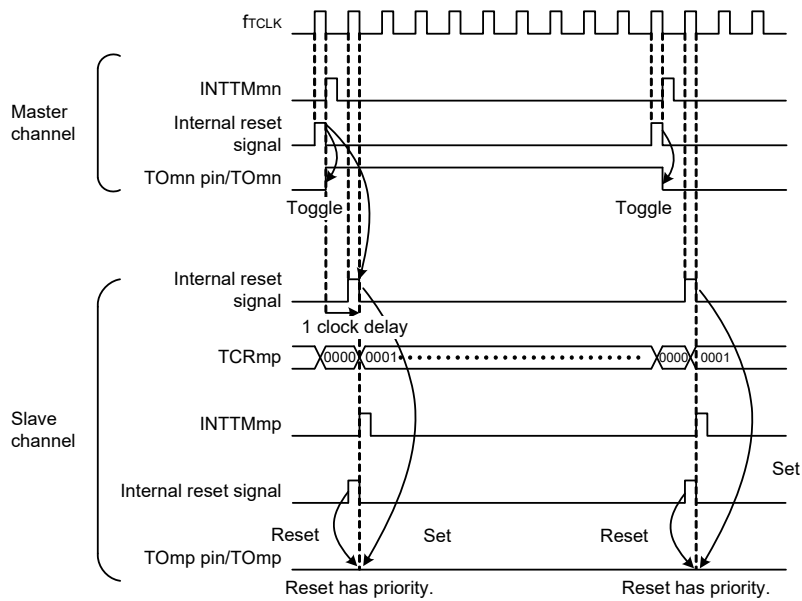 fTCLK
INTTMmn
Master
channel
Internal reset
signal
TOmn pin/TOmn
Toggle
Toggle
Internal reset
signal
1 clock delay
TCRmp
0000
0001
0000
0001
Slave
channel
INTTMmp
Set
Internal reset signal
Reset
Set
Reset
TOmp pin/TOmp
Reset has priority.
Reset has priority.